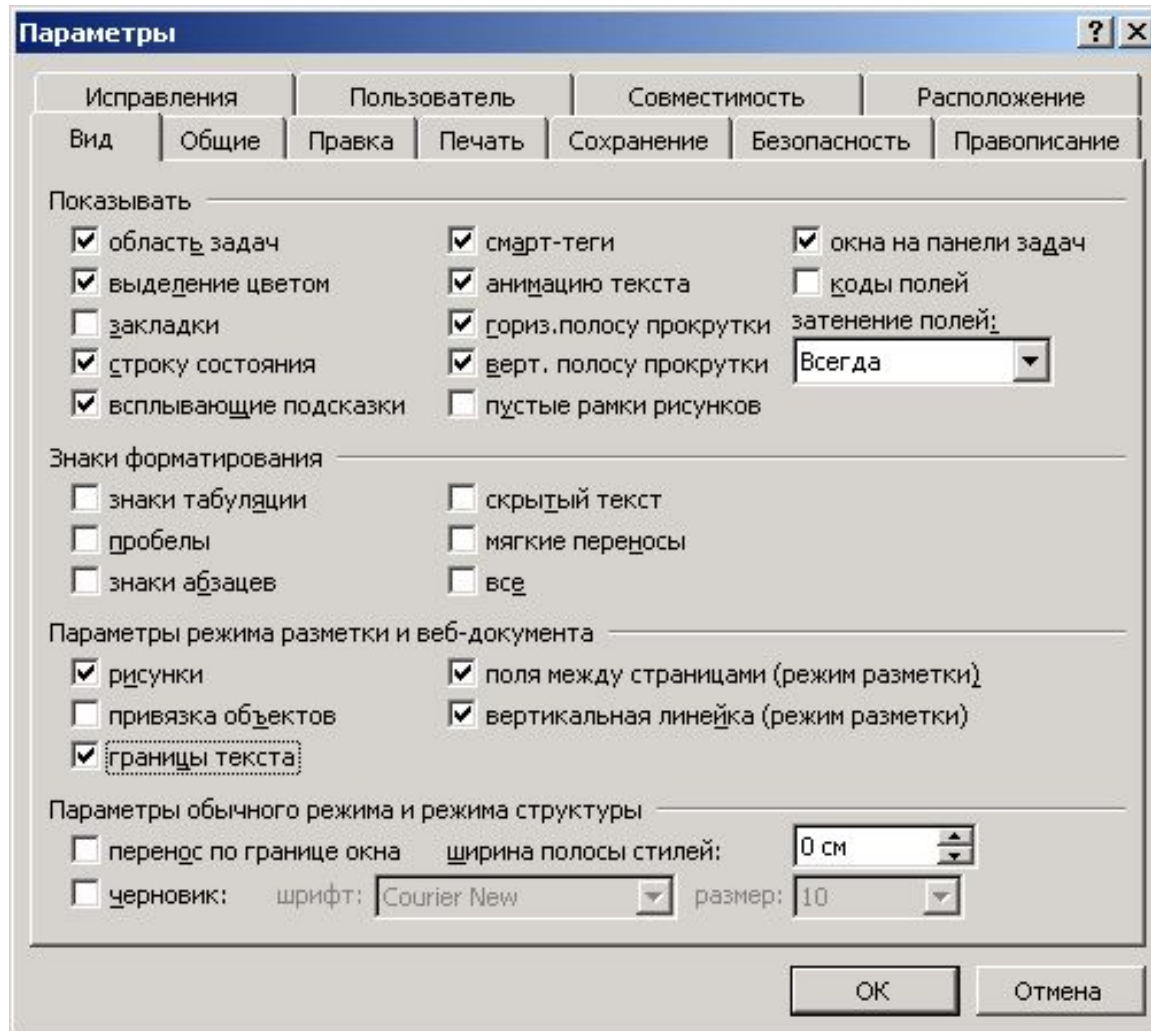 Параметры
Исправления Пользователь Совместимость Расположение
Вид Общие Правка Печать Сохранение Безопасность Правописание
Показывать
область задач смарт-теги окна на панели задач
выделение цветом анимацию текста коды полей
закладки гориз.полосу прокрутки затенение полей:
строку состояния верт. полосу прокрутки Всегда
всплывающие подсказки пустые рамки рисунков
Знаки форматирования
знаки табуляции скрытый текст
пробелы мягкие переносы
знаки абзацев все
Параметры режима разметки и веб-документа
рисунки поля между страницами (режим разметки)
привязка объектов вертикальная линейка (режим разметки)
границы текста
Параметры обычного режима и режима структуры
перенос по границе окна ширина полосы стилей: 0 см
черновик: шрифт: Courier New размер: 10
ОК Отмена